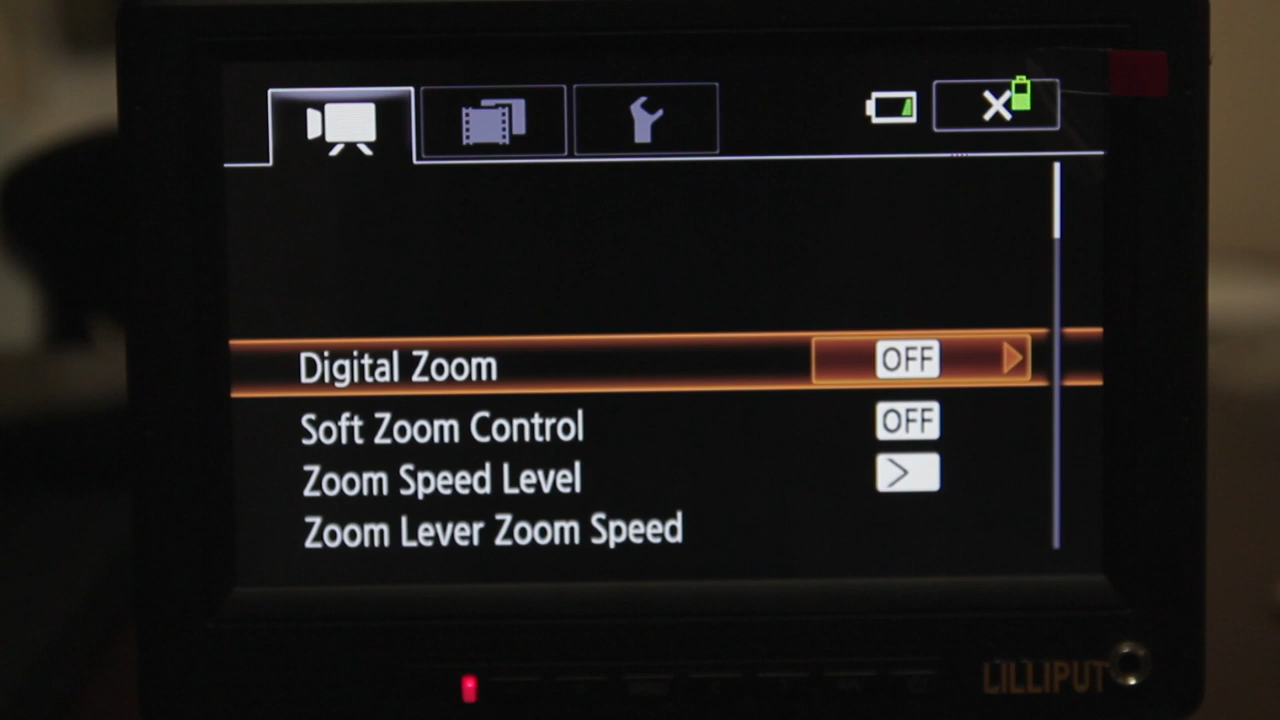 Digital Zoom OFF
Soft Zoom Control OFF
Zoom Speed Level
Zoom Lever Zoom Speed
LILLIPUT